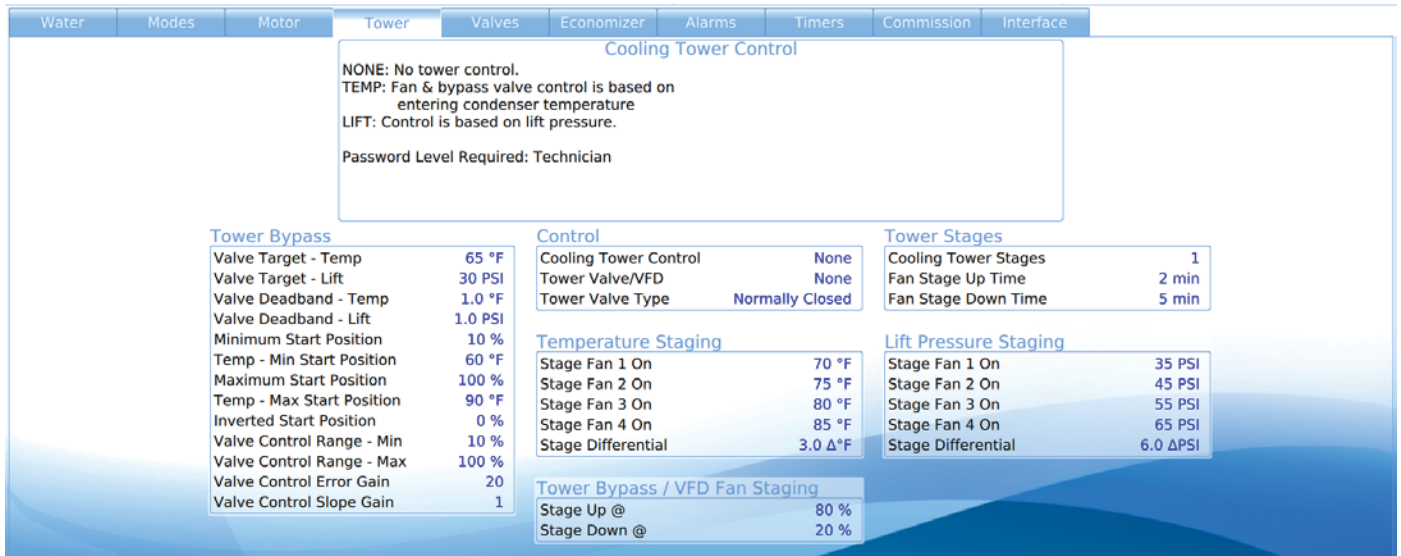 Water Modes Motor Tower Valves Economizer Alarms Timers Commission Interface
Cooling Tower Control
NONE: No tower control.
TEMP: Fan & bypass valve control is based on
entering condenser temperature
LIFT: Control is based on lift pressure.
Password Level Required: Technician
Tower Bypass
Valve Target - Temp 65 °F
Valve Target - Lift 30 PSI
Valve Deadband - Temp 1.0 °F
Valve Deadband - Lift 1.0 PSI
Minimum Start Position 10 %
Temp - Min Start Position 60 °F
Maximum Start Position 100 %
Temp - Max Start Position 90 °F
Inverted Start Position 0 %
Valve Control Range - Min 10 %
Valve Control Range - Max 100 %
Valve Control Error Gain 20
Valve Control Slope Gain 1
Control
Cooling Tower Control None
Tower Valve/VFD None
Tower Valve Type Normally Closed
Temperature Staging
Stage Fan 1 On 70 °F
Stage Fan 2 On 75 °F
Stage Fan 3 On 80 °F
Stage Fan 4 On 85 °F
Stage Differential 3.0 Δ°F
Tower Bypass / VFD Fan Staging
Stage Up @ 80 %
Stage Down @ 20 %
Tower Stages
Cooling Tower Stages 1
Fan Stage Up Time 2 min
Fan Stage Down Time 5 min
Lift Pressure Staging
Stage Fan 1 On 35 PSI
Stage Fan 2 On 45 PSI
Stage Fan 3 On 55 PSI
Stage Fan 4 On 65 PSI
Stage Differential 6.0 ΔPSI